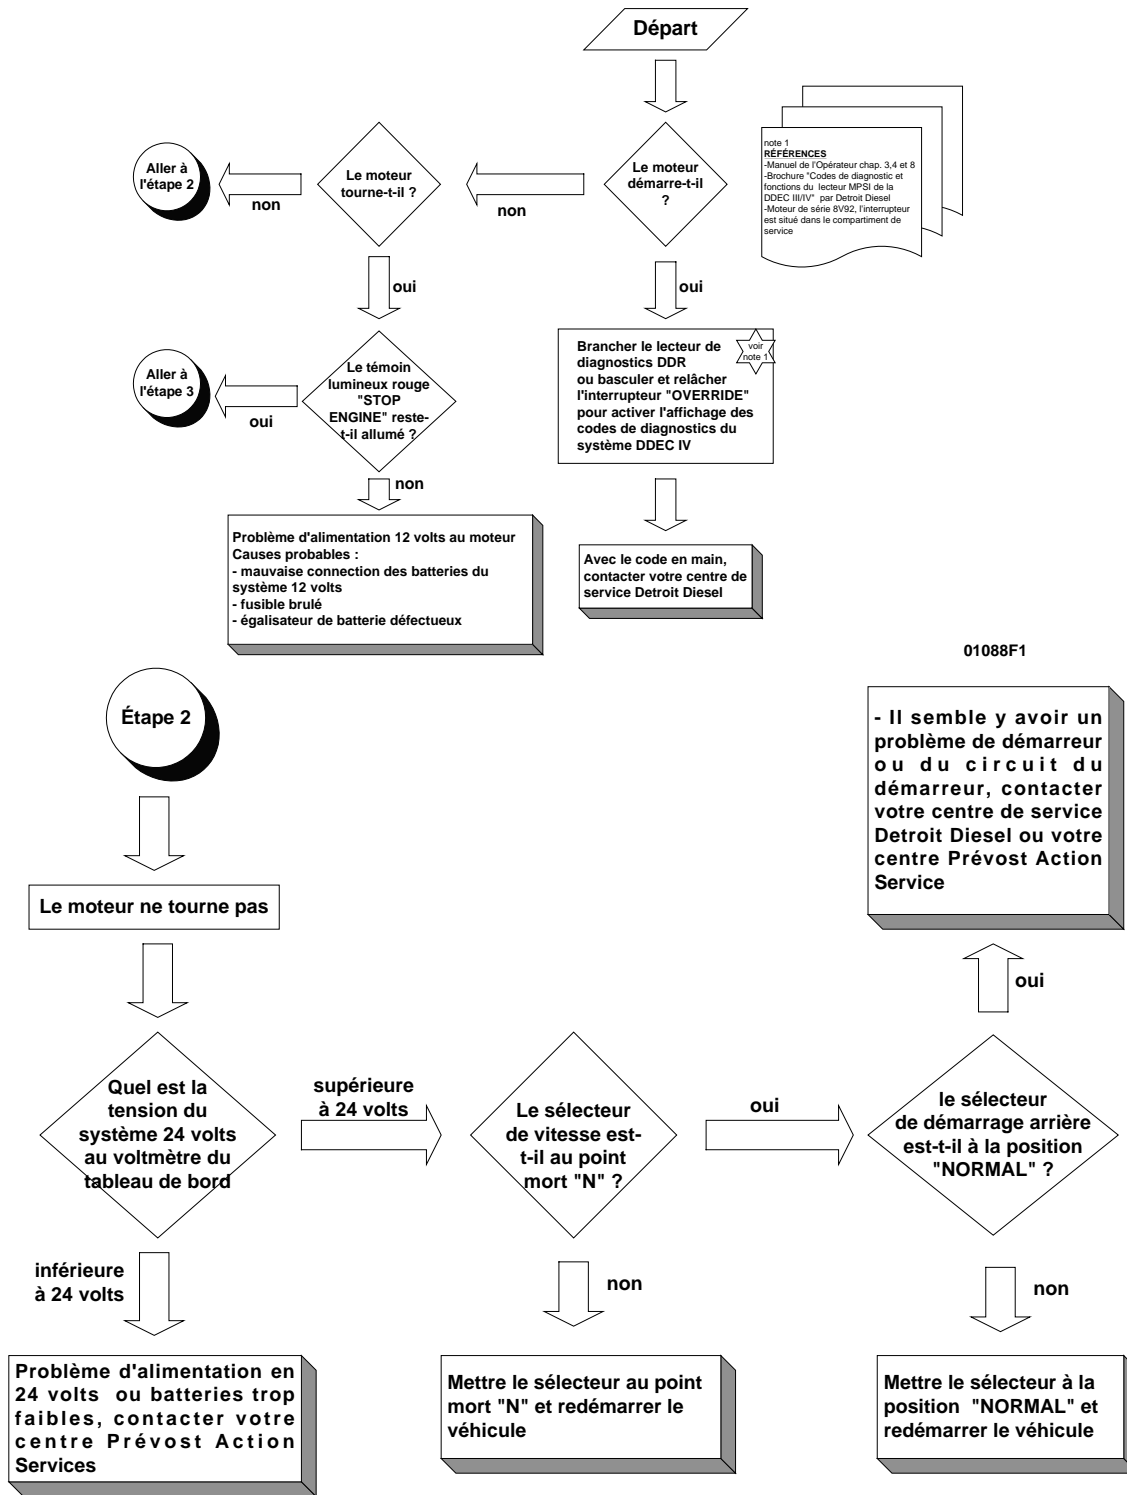 Départ
note 1
RÉFÉRENCES
-Manuel de l'Opérateur chap. 3,4 et 8
-Brochure "Codes de diagnostic et
fonctions du lecteur MPSI de la
DDEC III/IV" par Detroit Diesel
-Moteur de série 8V92, l'interrupteur
est situé dans le compartiment de
service
Le moteur
démarre-t-il
?
non
Le moteur
tourne-t-il ?
non
Aller à
l'étape 2
oui
oui
Le témoin
lumineux rouge
"STOP
ENGINE" reste-
t-il allumé ?
oui
Aller à
l'étape 3
non
Brancher le lecteur de
diagnostics DDR
ou basculer et relâcher
l'interrupteur "OVERRIDE"
pour activer l'affichage des
codes de diagnostics du
système DDEC IV
voir
note 1
Problème d'alimentation 12 volts au moteur
Causes probables :
- mauvaise connection des batteries du
système 12 volts
- fusible brulé
- égalisateur de batterie défectueux
Avec le code en main,
contacter votre centre de
service Detroit Diesel
01088F1
Étape 2
Le moteur ne tourne pas
Quel est la
tension du
système 24 volts
au voltmètre du
tableau de bord
supérieure
à 24 volts
Le sélecteur
de vitesse est-
t-il au point
mort "N" ?
oui
le sélecteur
de démarrage arrière
est-t-il à la position
"NORMAL" ?
oui
- Il semble y avoir un
problème de démarreur
ou du circuit du
démarreur, contacter
votre centre de service
Detroit Diesel ou votre
centre Prévost Action
Service
inférieure
à 24 volts
non
non
Problème d'alimentation en
24 volts ou batteries trop
faibles, contacter votre
centre Prévost Action
Services
Mettre le sélecteur au point
mort "N" et redémarrer le
véhicule
Mettre le sélecteur à la
position "NORMAL" et
redémarrer le véhicule